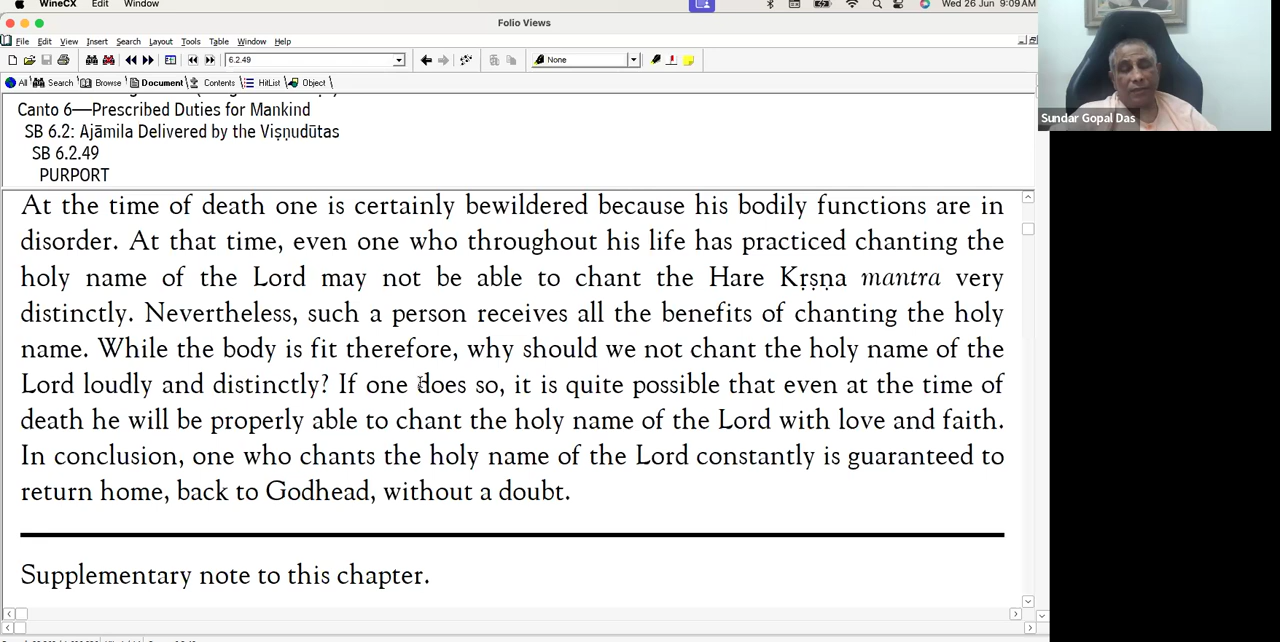 WineCX Edit Window Wed 26 Jun 9:09AM
Folio Views
File Edit View Insert Search Layout Tools Table Window Help
6.2.49 None
All Search Browse Document Contents HitList Object
Canto 6—Prescribed Duties for Mankind
SB 6.2: Ajāmila Delivered by the Viṣṇudūtas
SB 6.2.49
PURPORT
Sundar Gopal Das
At the time of death one is certainly bewildered because his bodily functions are in
disorder. At that time, even one who throughout his life has practiced chanting the
holy name of the Lord may not be able to chant the Hare Kṛṣṇa mantra very
distinctly. Nevertheless, such a person receives all the benefits of chanting the holy
name. While the body is fit therefore, why should we not chant the holy name of the
Lord loudly and distinctly? If one does so, it is quite possible that even at the time of
death he will be properly able to chant the holy name of the Lord with love and faith.
In conclusion, one who chants the holy name of the Lord constantly is guaranteed to
return home, back to Godhead, without a doubt.
Supplementary note to this chapter.